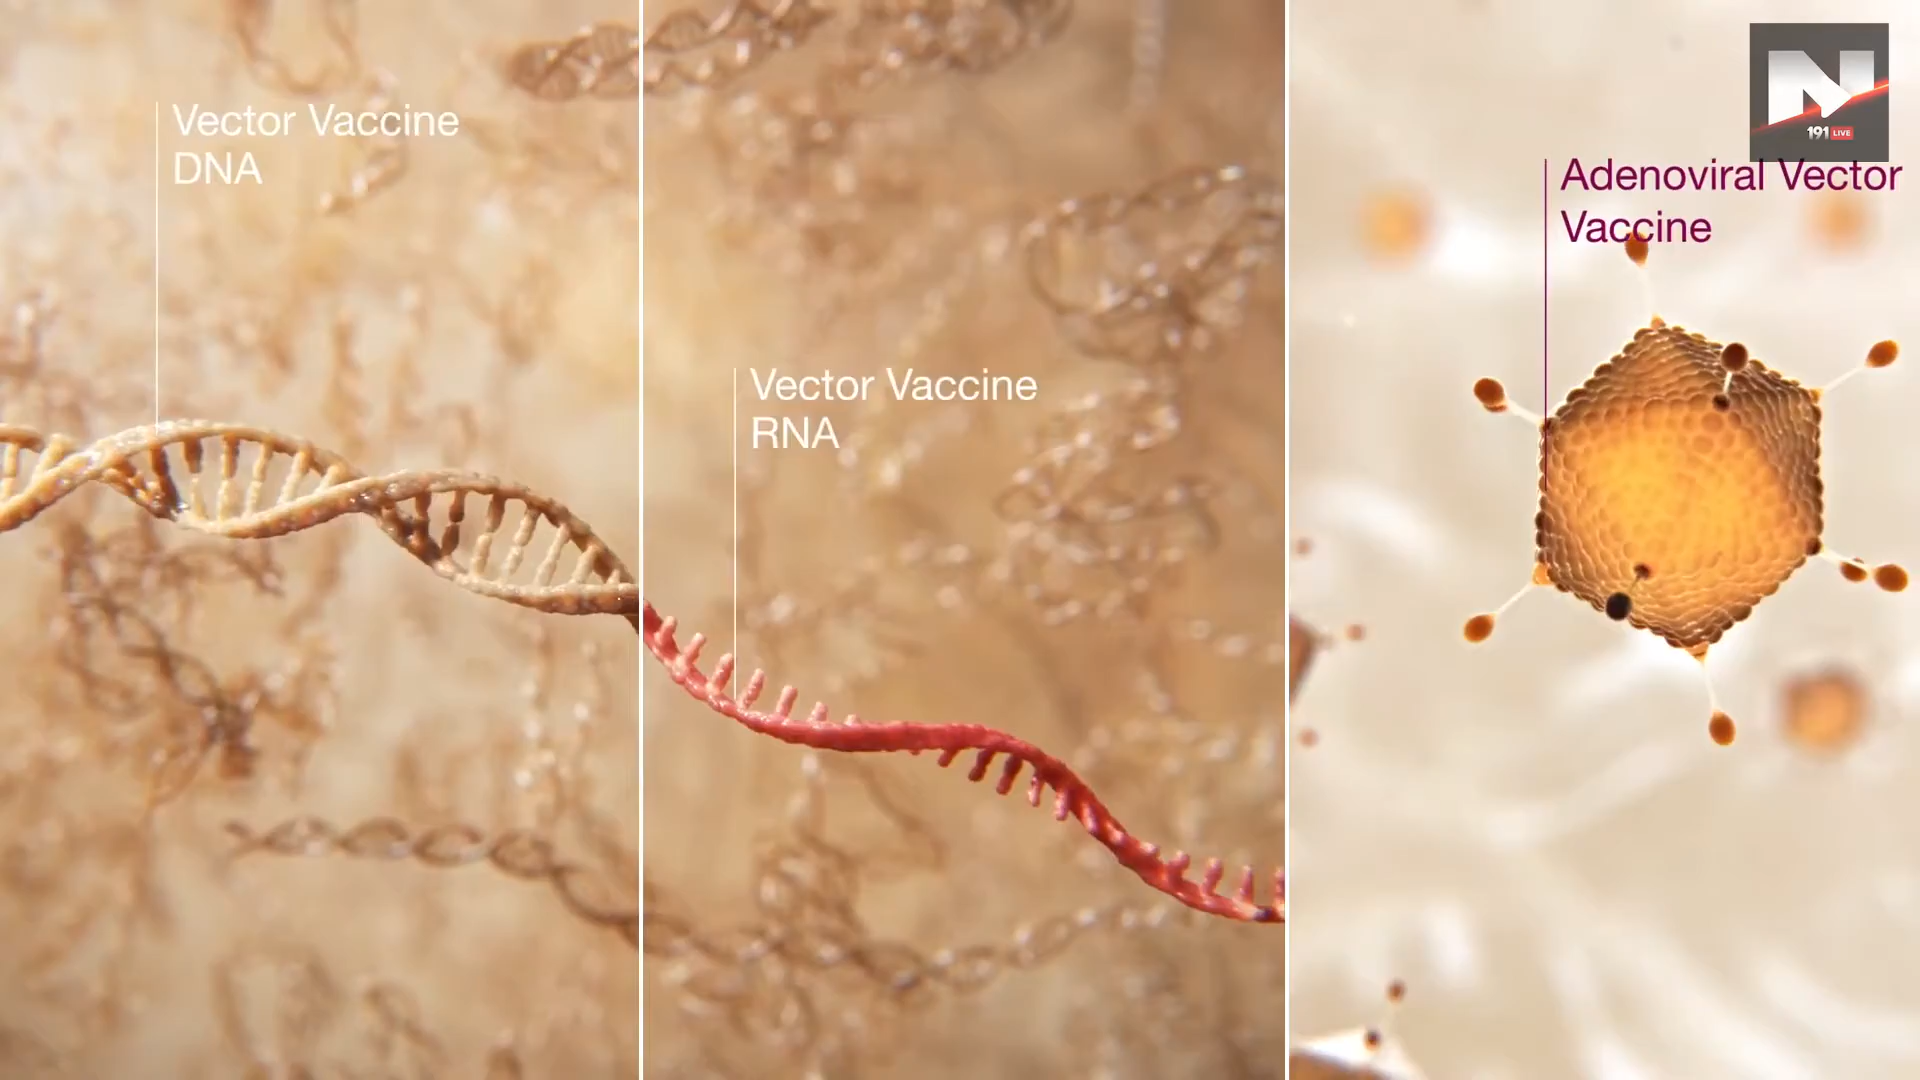 Vector Vaccine
DNA
Vector Vaccine
RNA
N
191 LIVE
Adenoviral Vector
Vaccine